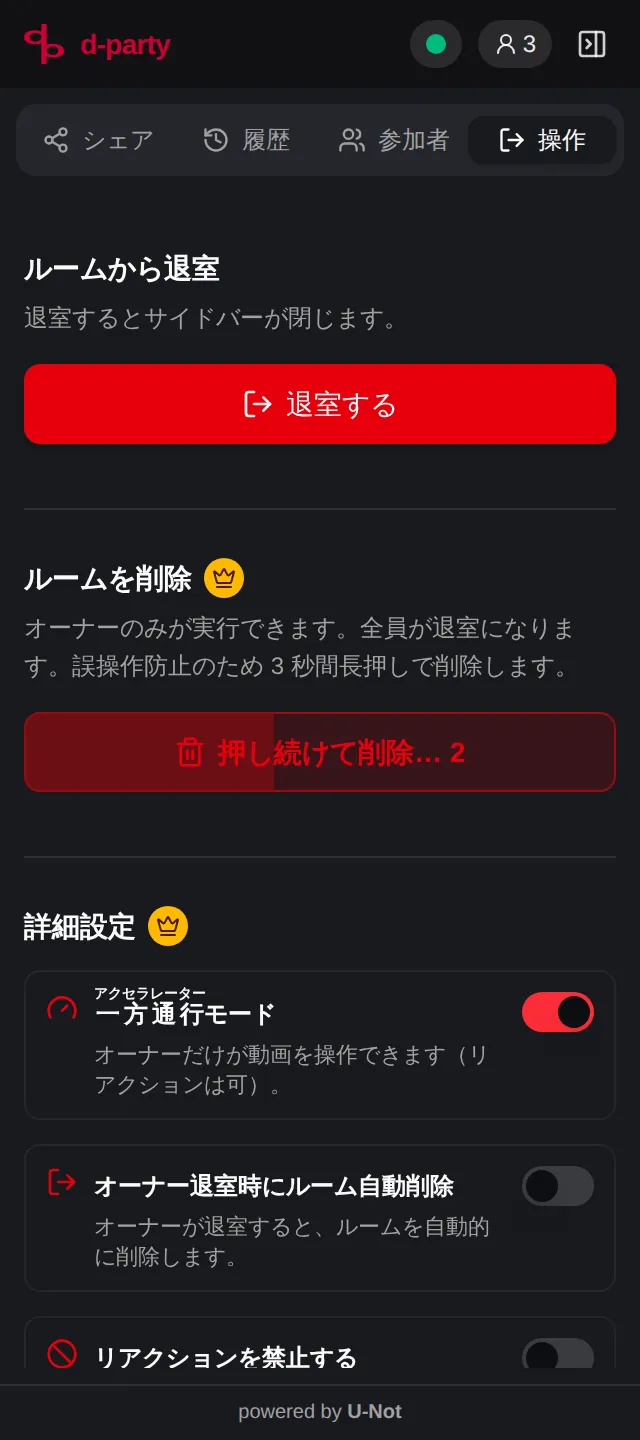 d-party
3
シェア
履歴
参加者
操作
ルームから退室
退室するとサイドバーが閉じます。
退室する
ルームを削除
オーナーのみが実行できます。全員が退室になりま
す。誤操作防止のため 3 秒間長押しで削除します。
押し続けて削除… 2
詳細設定
アクセラレーター
一方通行モード
オーナーだけが動画を操作できます（リ
アクションは可）。
オーナー退室時にルーム自動削除
オーナーが退室すると、ルームを自動的
に削除します。
リアクションを禁止する
powered by U-Not